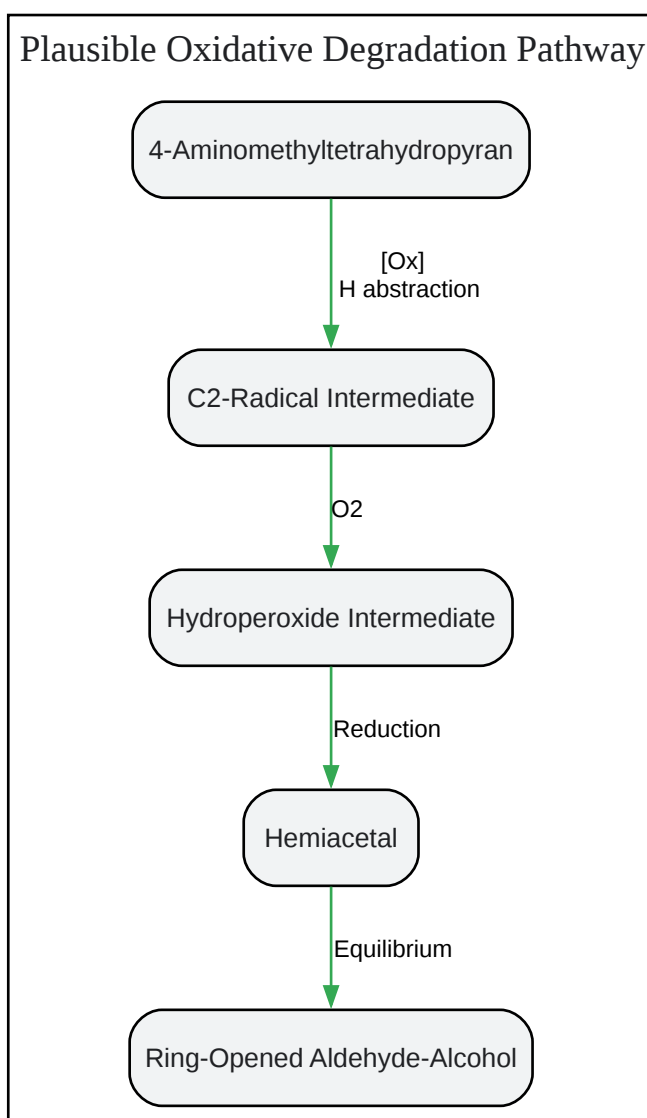 Plausible Oxidative Degradation Pathway
4-Aminomethyltetrahydropyran
[Ox]
H abstraction
C2-Radical Intermediate
O2
Hydroperoxide Intermediate
Reduction
Hemiacetal
Equilibrium
Ring-Opened Aldehyde-Alcohol